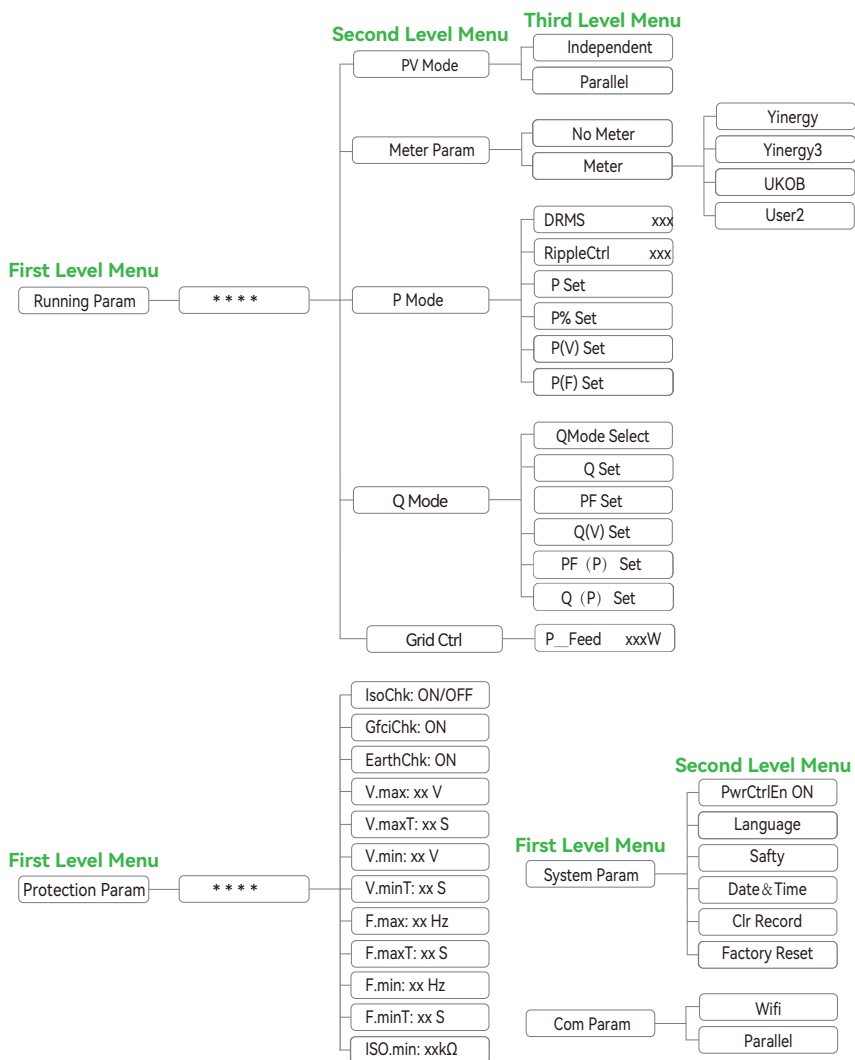 Third Level Menu
Second Level Menu
PV Mode
Independent
Parallel
Meter Param
No Meter
Meter
Yinergy
Yinergy3
UKOB
User2
First Level Menu
Running Param
* * * *
P Mode
DRMS xxx
RippleCtrl xxx
P Set
P% Set
P(V) Set
P(F) Set
Q Mode
QMode Select
Q Set
PF Set
Q(V) Set
PF（P） Set
Q（P） Set
Grid Ctrl
P__Feed xxxW
First Level Menu
Protection Param
* * * *
IsoChk: ON/OFF
GfciChk: ON
EarthChk: ON
V.max: xx V
V.maxT: xx S
V.min: xx V
V.minT: xx S
F.max: xx Hz
F.maxT: xx S
F.min: xx Hz
F.minT: xx S
ISO.min: xxkΩ
Second Level Menu
First Level Menu
System Param
PwrCtrlEn ON
Language
Safty
Date＆Time
Clr Record
Factory Reset
Com Param
Wifi
Parallel